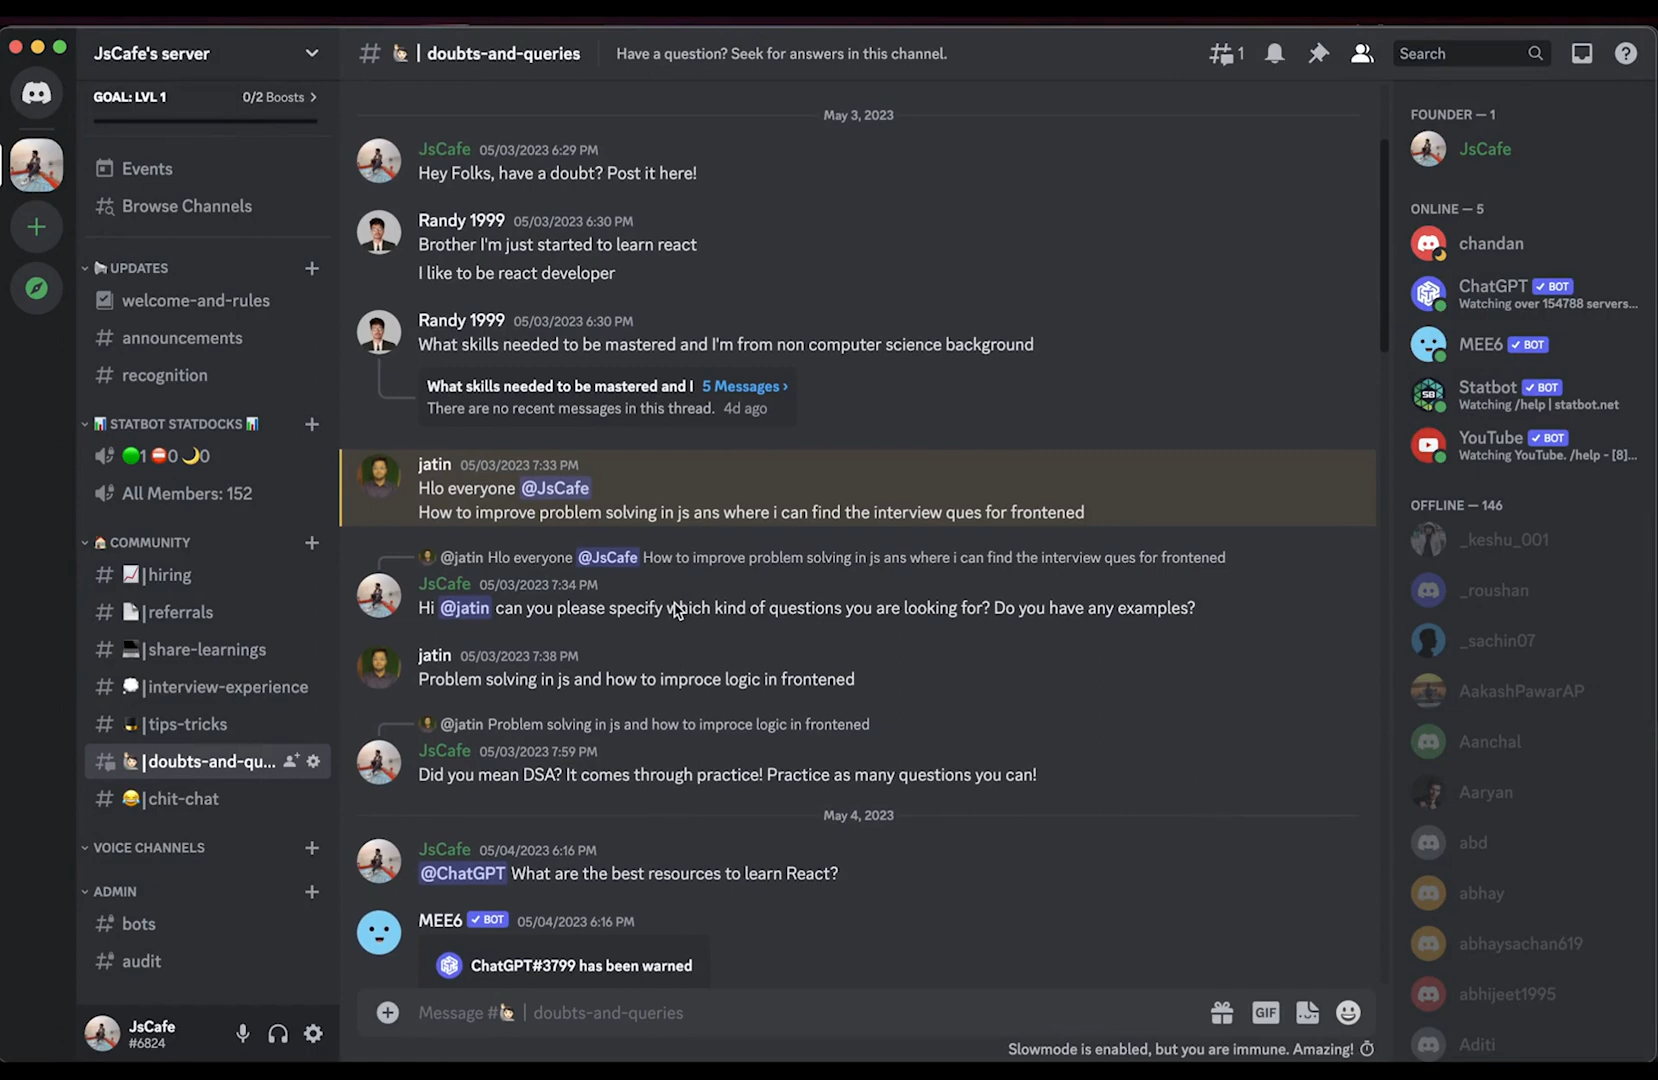 JsCafe's server
GOAL: LVL 1 0/2 Boosts
Events
Browse Channels
UPDATES
welcome-and-rules
announcements
recognition
STATBOT STATDOCKS
1 0 0
All Members: 152
COMMUNITY
|hiring
|referrals
|share-learnings
|interview-experience
|tips-tricks
|doubts-and-qu...
|chit-chat
VOICE CHANNELS
ADMIN
bots
audit
JsCafe
#6824
| doubts-and-queries
Have a question? Seek for answers in this channel.
1
Search
May 3, 2023
JsCafe 05/03/2023 6:29 PM
Hey Folks, have a doubt? Post it here!
Randy 1999 05/03/2023 6:30 PM
Brother I'm just started to learn react
I like to be react developer
Randy 1999 05/03/2023 6:30 PM
What skills needed to be mastered and I'm from non computer science background
What skills needed to be mastered and I 5 Messages ›
There are no recent messages in this thread. 4d ago
jatin 05/03/2023 7:33 PM
Hlo everyone @JsCafe
How to improve problem solving in js ans where i can find the interview ques for frontened
@jatin Hlo everyone @JsCafe How to improve problem solving in js ans where i can find the interview ques for frontened
JsCafe 05/03/2023 7:34 PM
Hi @jatin can you please specify which kind of questions you are looking for? Do you have any examples?
jatin 05/03/2023 7:38 PM
Problem solving in js and how to improce logic in frontened
@jatin Problem solving in js and how to improce logic in frontened
JsCafe 05/03/2023 7:59 PM
Did you mean DSA? It comes through practice! Practice as many questions you can!
May 4, 2023
JsCafe 05/04/2023 6:16 PM
@ChatGPT What are the best resources to learn React?
MEE6 ✓ BOT 05/04/2023 6:16 PM
ChatGPT#3799 has been warned
Message # | doubts-and-queries
GIF
Slowmode is enabled, but you are immune. Amazing!
FOUNDER — 1
JsCafe
ONLINE — 5
chandan
ChatGPT ✓ BOT
Watching over 154788 servers...
MEE6 ✓ BOT
Statbot ✓ BOT
Watching /help | statbot.net
YouTube ✓ BOT
Watching YouTube. /help - [8]...
OFFLINE — 146
_keshu_001
_roushan
_sachin07
AakashPawarAP
Aanchal
Aaryan
abd
abhay
abhaysachan619
abhijeet1995
Aditi